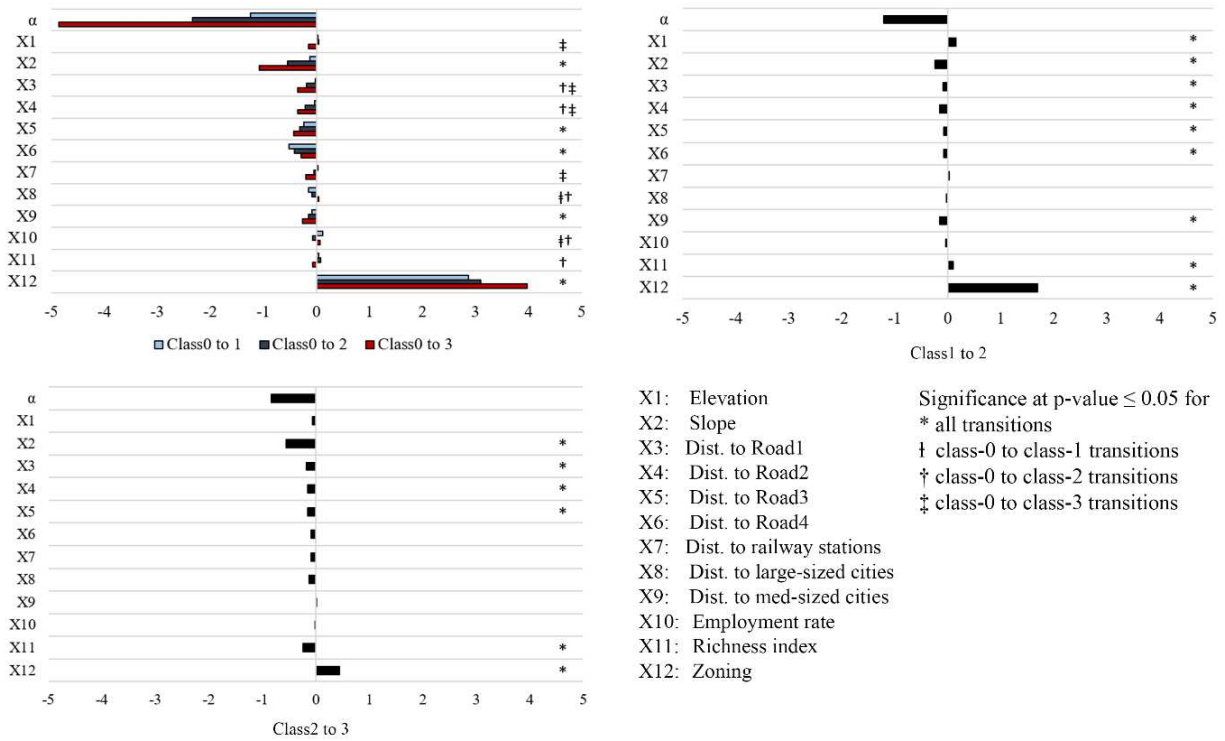 α
X1 ‡
X2 *
X3 †‡
X4 †‡
X5 *
X6 *
X7 ‡
X8 ƚ†
X9 *
X10 ƚ†
X11 †
X12 *
-5 -4 -3 -2 -1 0 1 2 3 4 5
Class0 to 1 Class0 to 2 Class0 to 3
α
X1 *
X2 *
X3 *
X4 *
X5 *
X6 *
X7
X8
X9 *
X10
X11 *
X12 *
-5 -4 -3 -2 -1 0 1 2 3 4 5
Class1 to 2
α
X1
X2 *
X3 *
X4 *
X5 *
X6
X7
X8
X9
X10
X11 *
X12 *
-5 -4 -3 -2 -1 0 1 2 3 4 5
Class2 to 3
X1: Elevation
X2: Slope
X3: Dist. to Road1
X4: Dist. to Road2
X5: Dist. to Road3
X6: Dist. to Road4
X7: Dist. to railway stations
X8: Dist. to large-sized cities
X9: Dist. to med-sized cities
X10: Employment rate
X11: Richness index
X12: Zoning
Significance at p-value ≤ 0.05 for
* all transitions
ƚ class-0 to class-1 transitions
† class-0 to class-2 transitions
‡ class-0 to class-3 transitions